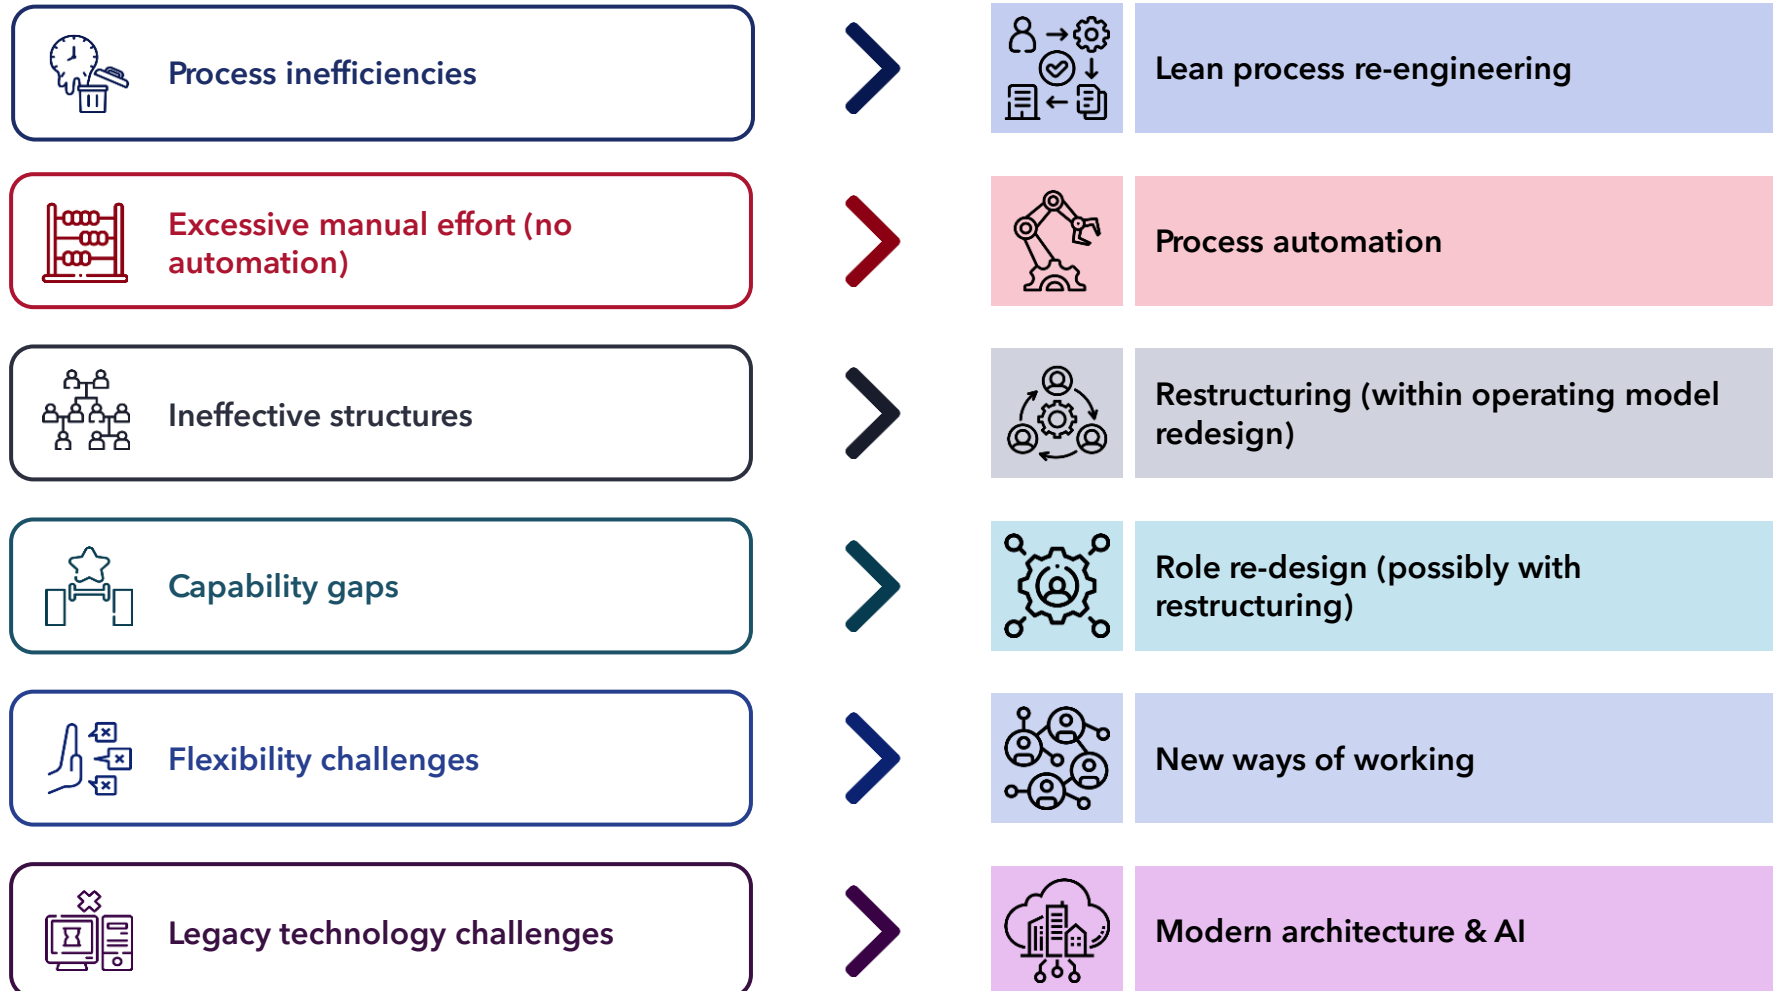 Process inefficiencies
Lean process re-engineering
Excessive manual effort (no
automation)
Process automation
Ineffective structures
Restructuring (within operating model
redesign)
Capability gaps
Role re-design (possibly with
restructuring)
Flexibility challenges
New ways of working
Legacy technology challenges
Modern architecture & AI